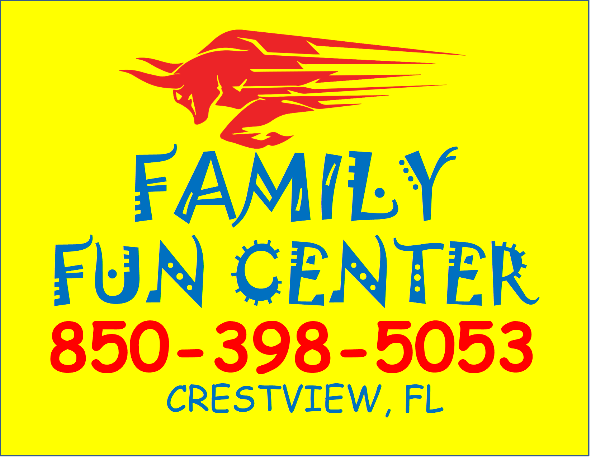 FAMILY
FUN CENTER
850-398-5053
CRESTVIEW, FL